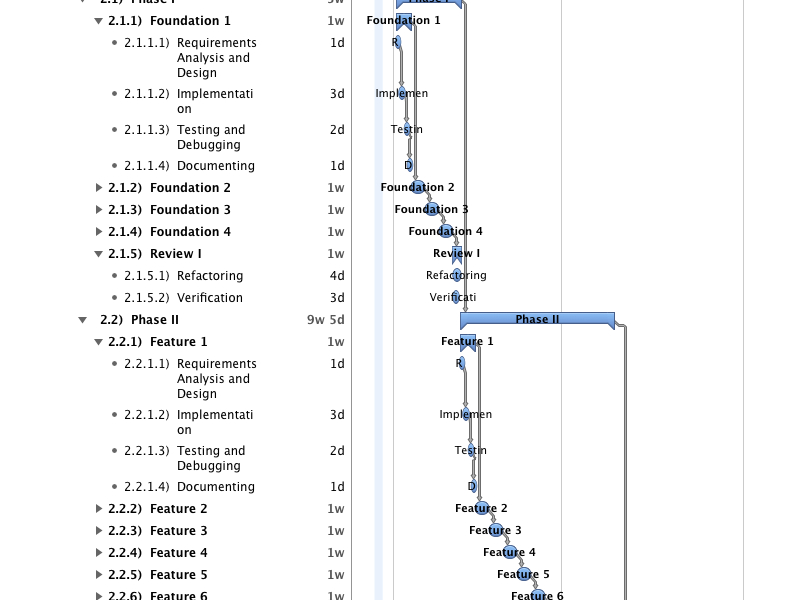 2.1) Phase I 5w Phase I
2.1.1) Foundation 1 1w Foundation 1
2.1.1.1) Requirements 1d R
Analysis and
Design
2.1.1.2) Implementati 3d Implemen
on
2.1.1.3) Testing and 2d Testin
Debugging
2.1.1.4) Documenting 1d D
2.1.2) Foundation 2 1w Foundation 2
2.1.3) Foundation 3 1w Foundation 3
2.1.4) Foundation 4 1w Foundation 4
2.1.5) Review I 1w Review I
2.1.5.1) Refactoring 4d Refactoring
2.1.5.2) Verification 3d Verificati
2.2) Phase II 9w 5d Phase II
2.2.1) Feature 1 1w Feature 1
2.2.1.1) Requirements 1d R
Analysis and
Design
2.2.1.2) Implementati 3d Implemen
on
2.2.1.3) Testing and 2d Testin
Debugging
2.2.1.4) Documenting 1d D
2.2.2) Feature 2 1w Feature 2
2.2.3) Feature 3 1w Feature 3
2.2.4) Feature 4 1w Feature 4
2.2.5) Feature 5 1w Feature 5
2.2.6) Feature 6 1w Feature 6